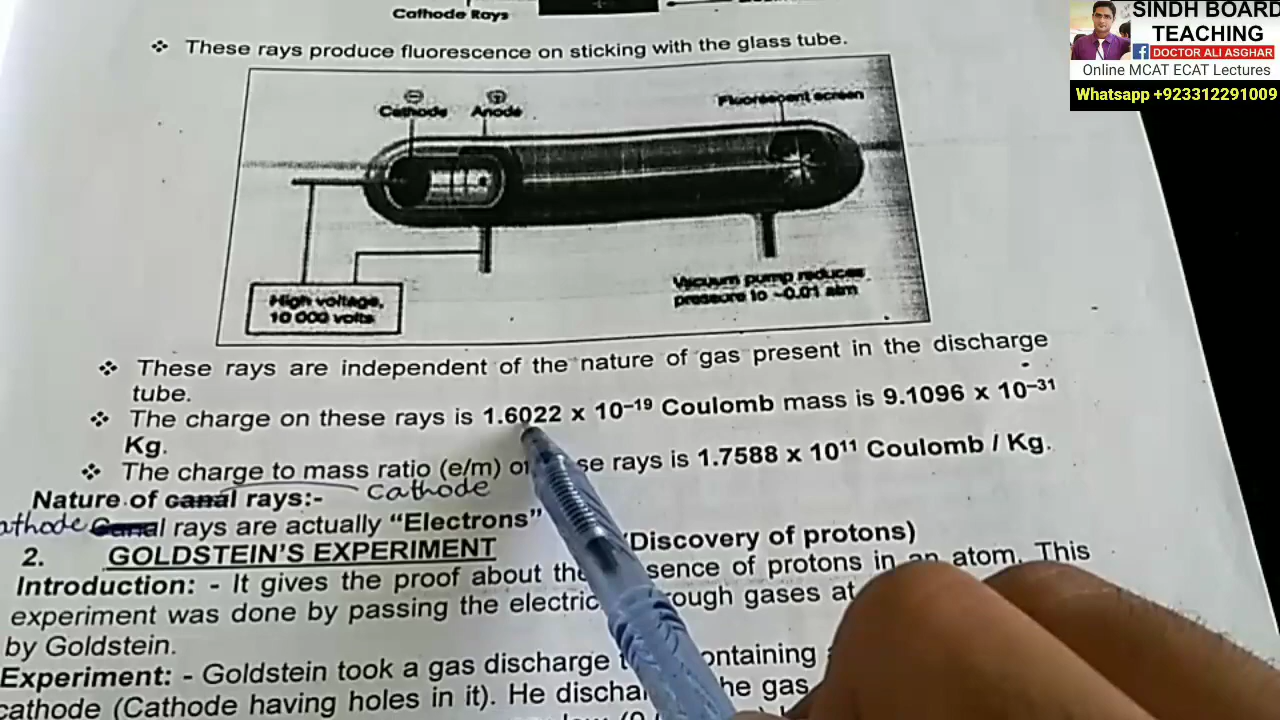 SINDH BOARD
TEACHING
DOCTOR ALI ASGHAR
Online MCAT ECAT Lectures
Whatsapp +923312291009
Cathode Rays
❖ These rays produce fluorescence on sticking with the glass tube.
Cathode Anode Fluorescent screen
High voltage,
10 000 volts
Vacuum pump reduces
pressure to ~0.01 atm
❖ These rays are independent of the nature of gas present in the discharge
tube.
❖ The charge on these rays is 1.6022 x 10⁻¹⁹ Coulomb mass is 9.1096 x 10⁻³¹
Kg.
❖ The charge to mass ratio (e/m) se rays is 1.7588 x 10¹¹ Coulomb / Kg.
Nature of canal rays:- Cathode
athode Canal rays are actually "Electrons"
2. GOLDSTEIN'S EXPERIMENT (Discovery of protons)
Introduction: - It gives the proof about the sence of protons in an atom. This
experiment was done by passing the electric rough gases at
by Goldstein.
Experiment: - Goldstein took a gas discharge ontaining
cathode (Cathode having holes in it). He discha he gas